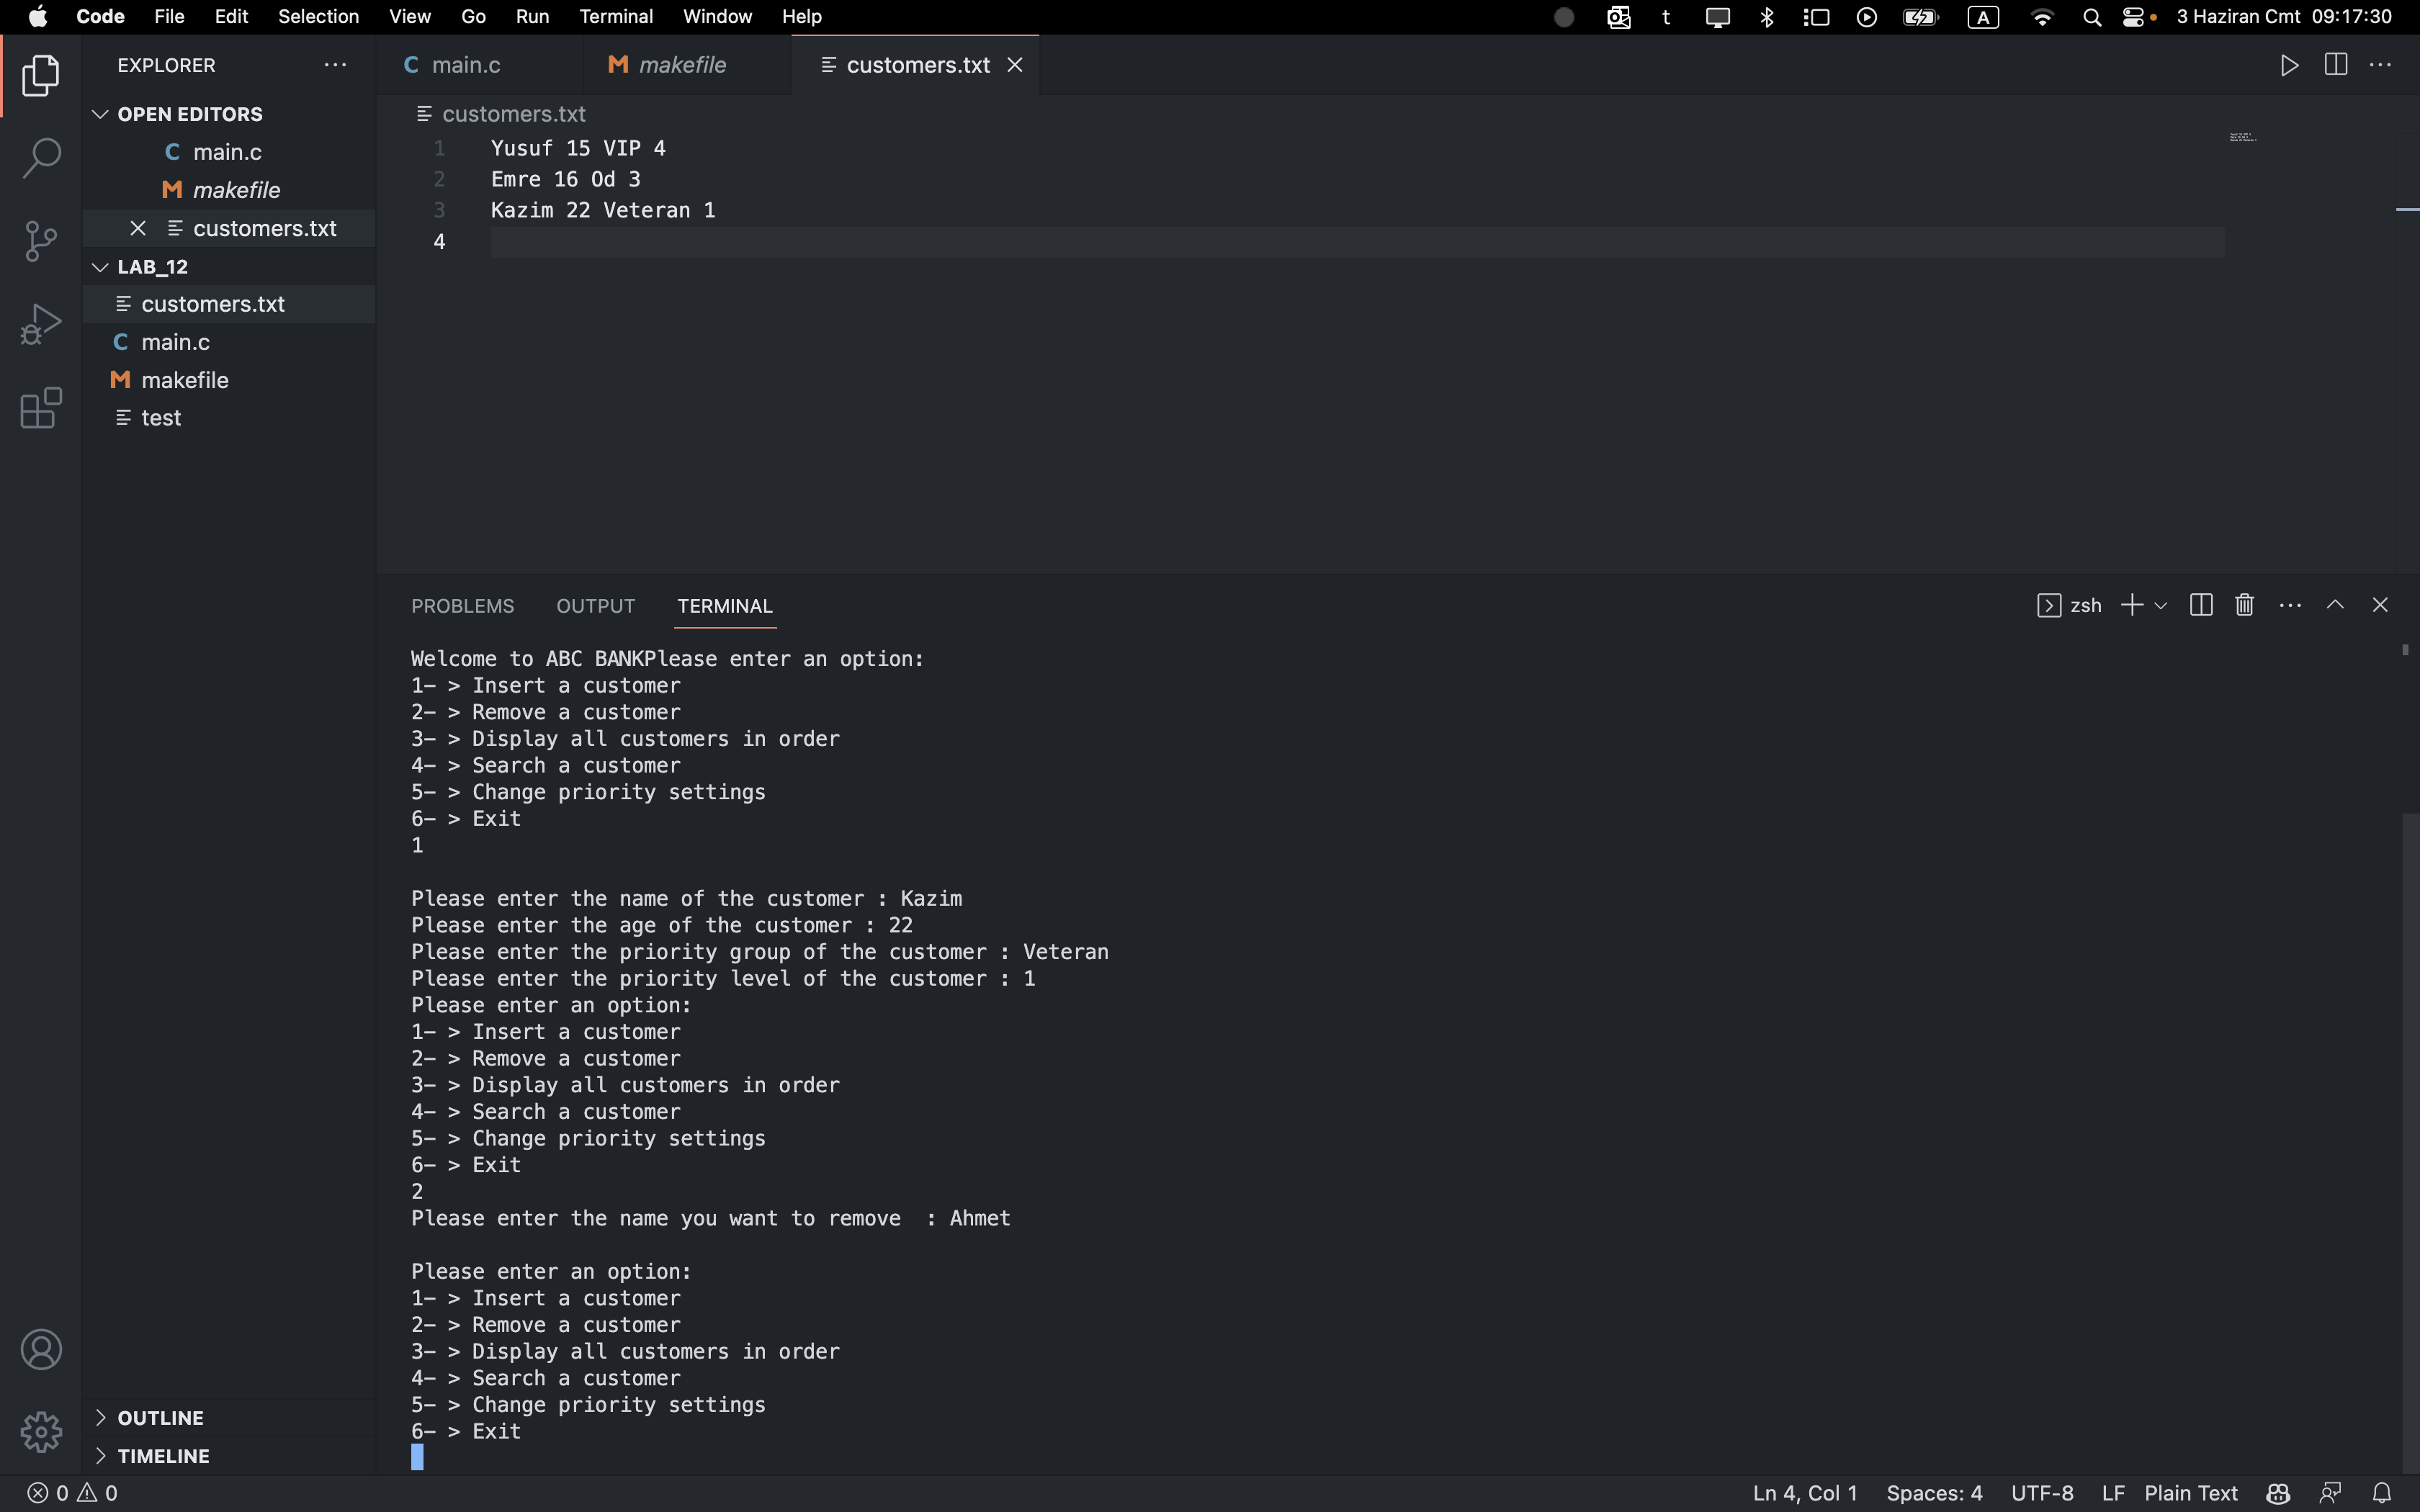 Code File Edit Selection View Go Run Terminal Window Help t A 3 Haziran Cmt 09:17:30
EXPLORER ...
C main.c M makefile customers.txt
OPEN EDITORS
C main.c
M makefile
customers.txt
LAB_12
customers.txt
C main.c
M makefile
test
OUTLINE
TIMELINE
customers.txt
1 Yusuf 15 VIP 4
2 Emre 16 Od 3
3 Kazim 22 Veteran 1
4
PROBLEMS OUTPUT TERMINAL zsh
Welcome to ABC BANKPlease enter an option:
1- > Insert a customer
2- > Remove a customer
3- > Display all customers in order
4- > Search a customer
5- > Change priority settings
6- > Exit
1
Please enter the name of the customer : Kazim
Please enter the age of the customer : 22
Please enter the priority group of the customer : Veteran
Please enter the priority level of the customer : 1
Please enter an option:
1- > Insert a customer
2- > Remove a customer
3- > Display all customers in order
4- > Search a customer
5- > Change priority settings
6- > Exit
2
Please enter the name you want to remove  : Ahmet
Please enter an option:
1- > Insert a customer
2- > Remove a customer
3- > Display all customers in order
4- > Search a customer
5- > Change priority settings
6- > Exit
0 0 Ln 4, Col 1 Spaces: 4 UTF-8 LF Plain Text